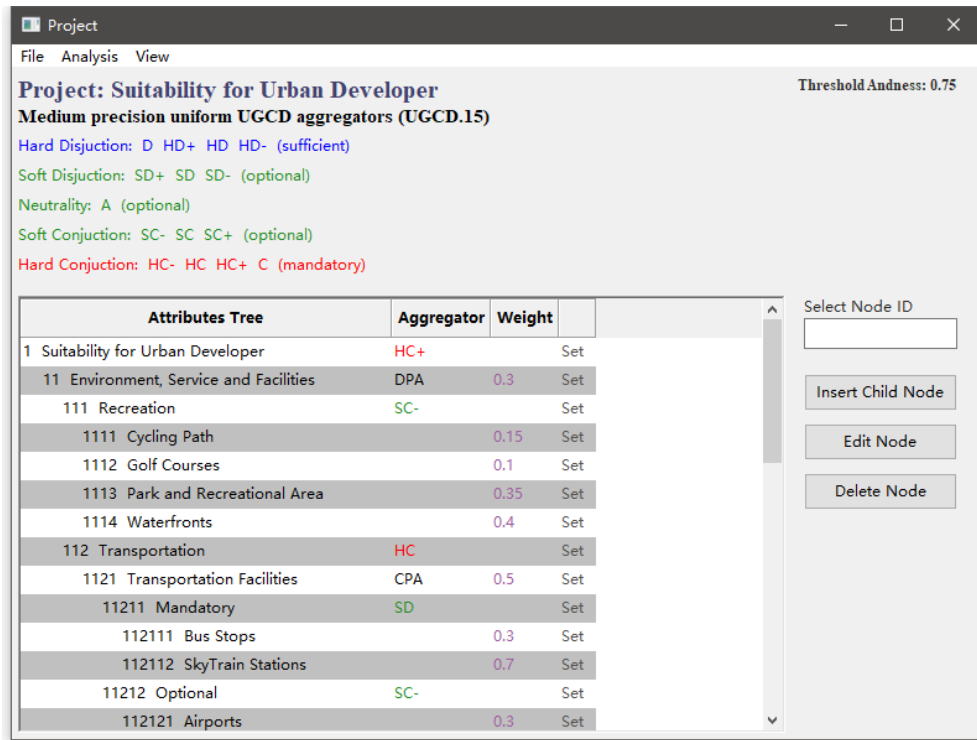 Project
File Analysis View
Project: Suitability for Urban Developer
Threshold Andness: 0.75
Medium precision uniform UGCD aggregators (UGCD.15)
Hard Disjuction: D HD+ HD HD- (sufficient)
Soft Disjuction: SD+ SD SD- (optional)
Neutrality: A (optional)
Soft Conjuction: SC- SC SC+ (optional)
Hard Conjuction: HC- HC HC+ C (mandatory)
Attributes Tree Aggregator Weight
1 Suitability for Urban Developer HC+ Set
11 Environment, Service and Facilities DPA 0.3 Set
111 Recreation SC- Set
1111 Cycling Path 0.15 Set
1112 Golf Courses 0.1 Set
1113 Park and Recreational Area 0.35 Set
1114 Waterfronts 0.4 Set
112 Transportation HC Set
1121 Transportation Facilities CPA 0.5 Set
11211 Mandatory SD Set
112111 Bus Stops 0.3 Set
112112 SkyTrain Stations 0.7 Set
11212 Optional SC- Set
112121 Airports 0.3 Set
Select Node ID
Insert Child Node
Edit Node
Delete Node